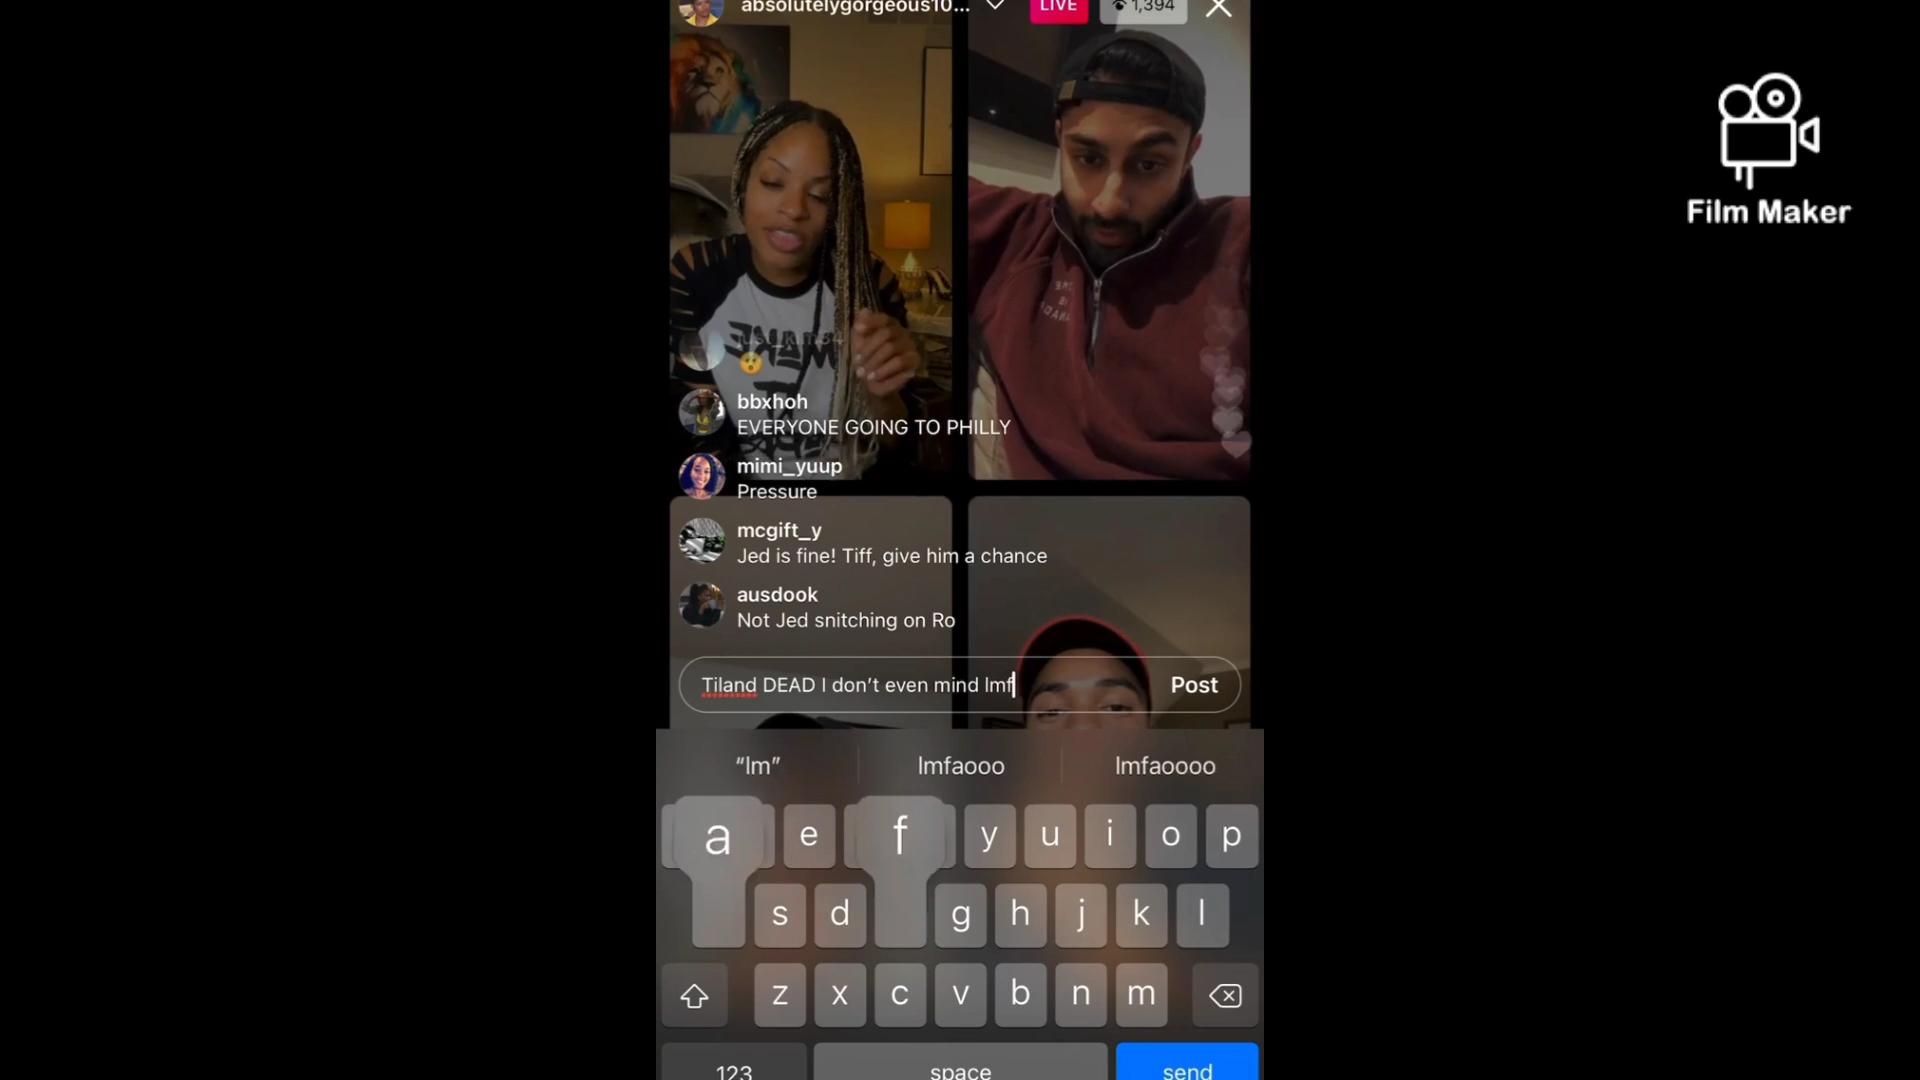 absolutelygorgeous10...
LIVE
1,394
Film Maker
MAKE
just_kim34
bbxhoh
EVERYONE GOING TO PHILLY
mimi_yuup
Pressure
mcgift_y
Jed is fine! Tiff, give him a chance
ausdook
Not Jed snitching on Ro
Tiland DEAD I don’t even mind lmf
Post
“lm”
lmfaooo
lmfaoooo
a e f y u i o p
s d g h j k l
z x c v b n m
123
space
send